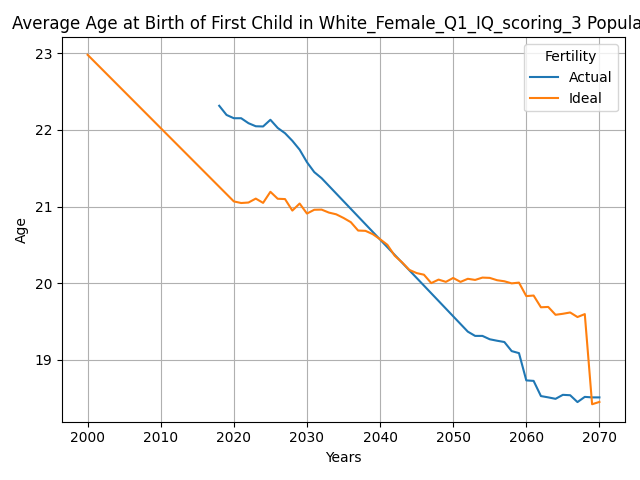 Average Age at Birth of First Child in White_Female_Q1_IQ_scoring_3 Popula
Fertility
Actual
Ideal
23
22
21
20
19
Age
2000 2010 2020 2030 2040 2050 2060 2070
Years